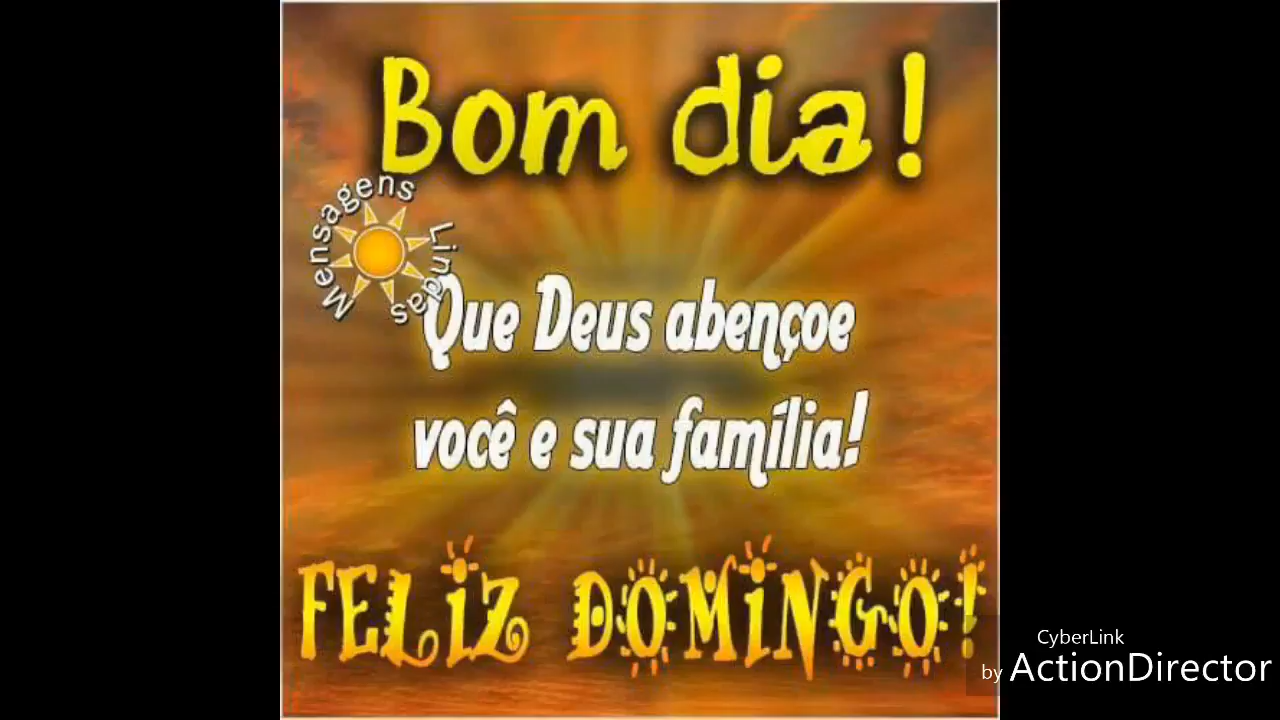 Bom dia!
Mensagens Lindas
Que Deus abençoe
você e sua família!
FELIZ DOMINGO!
CyberLink
by ActionDirector